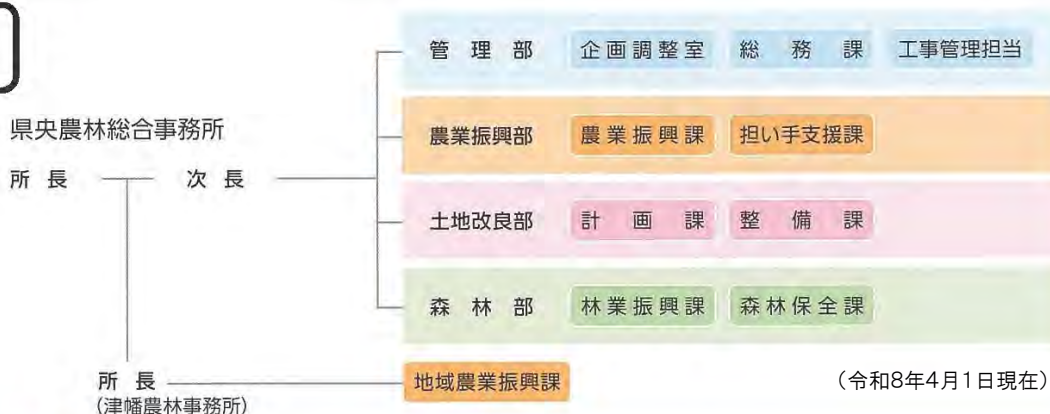 県央農林総合事務所
所長 次長
管理部 企画調整室 総務課 工事管理担当
農業振興部 農業振興課 担い手支援課
土地改良部 計画課 整備課
森林部 林業振興課 森林保全課
所長 地域農業振興課
(津幡農林事務所)
(令和8年4月1日現在)